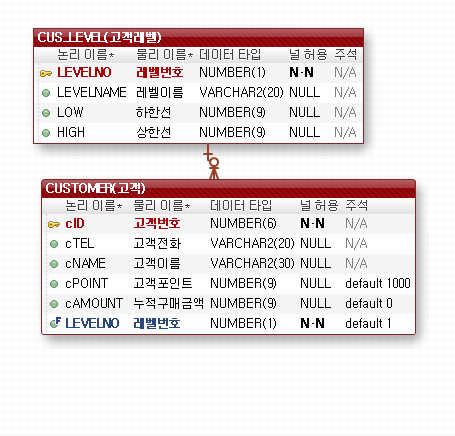 CUS_LEVEL(고객레벨)
논리 이름* 물리 이름* 데이터 타입 널 허용 주석
LEVELNO 레벨번호 NUMBER(1) N-N N/A
LEVELNAME 레벨이름 VARCHAR2(20) NULL N/A
LOW 하한선 NUMBER(9) NULL N/A
HIGH 상한선 NUMBER(9) NULL N/A
CUSTOMER(고객)
논리 이름* 물리 이름* 데이터 타입 널 허용 주석
cID 고객번호 NUMBER(6) N-N N/A
cTEL 고객전화 VARCHAR2(20) NULL N/A
cNAME 고객이름 VARCHAR2(30) NULL N/A
cPOINT 고객포인트 NUMBER(9) NULL default 1000
cAMOUNT 누적구매금액 NUMBER(9) NULL default 0
F LEVELNO 레벨번호 NUMBER(1) N-N default 1